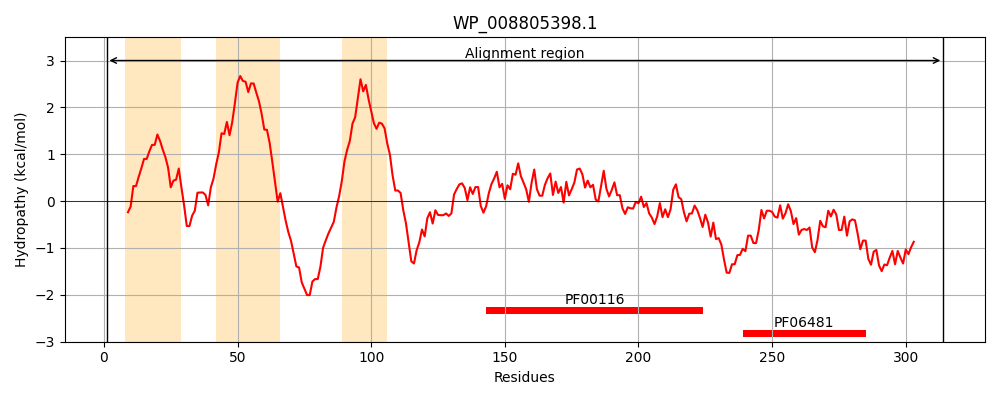 WP_008805398.1
Alignment region
Hydropathy (kcal/mol)
3
2
1
0
−1
−2
−3
PF00116
PF06481
0 50 100 150 200 250 300
Residues